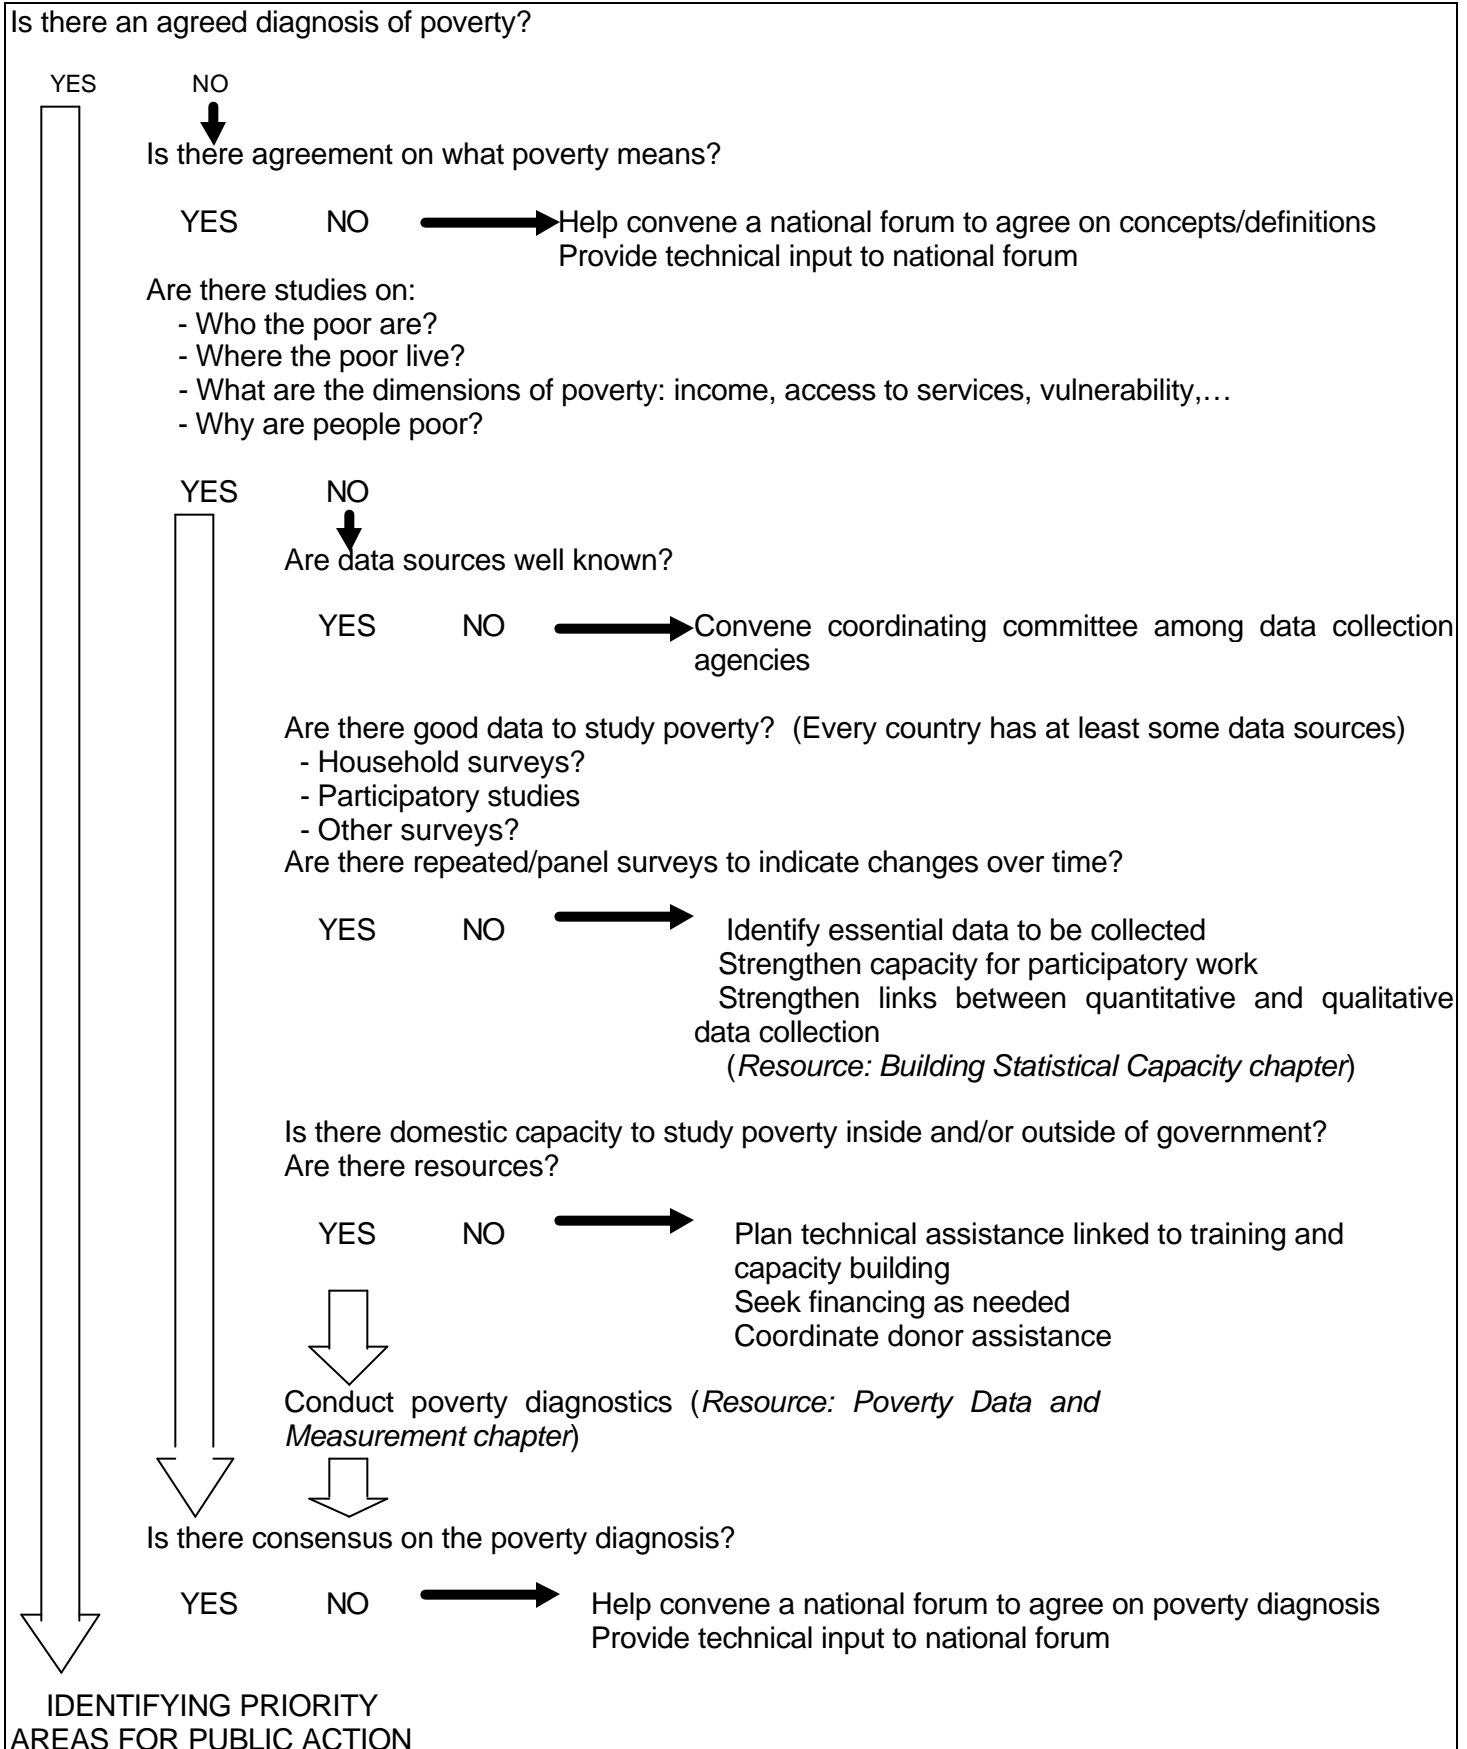 Is there an agreed diagnosis of poverty?
YES NO
Is there agreement on what poverty means?
YES NO Help convene a national forum to agree on concepts/definitions
Provide technical input to national forum
Are there studies on:
- Who the poor are?
- Where the poor live?
- What are the dimensions of poverty: income, access to services, vulnerability,…
- Why are people poor?
YES NO
Are data sources well known?
YES NO Convene coordinating committee among data collection
agencies
Are there good data to study poverty? (Every country has at least some data sources)
- Household surveys?
- Participatory studies
- Other surveys?
Are there repeated/panel surveys to indicate changes over time?
YES NO Identify essential data to be collected
Strengthen capacity for participatory work
Strengthen links between quantitative and qualitative
data collection
(Resource: Building Statistical Capacity chapter)
Is there domestic capacity to study poverty inside and/or outside of government?
Are there resources?
YES NO Plan technical assistance linked to training and
capacity building
Seek financing as needed
Coordinate donor assistance
Conduct poverty diagnostics (Resource: Poverty Data and
Measurement chapter)
Is there consensus on the poverty diagnosis?
YES NO Help convene a national forum to agree on poverty diagnosis
Provide technical input to national forum
IDENTIFYING PRIORITY
AREAS FOR PUBLIC ACTION